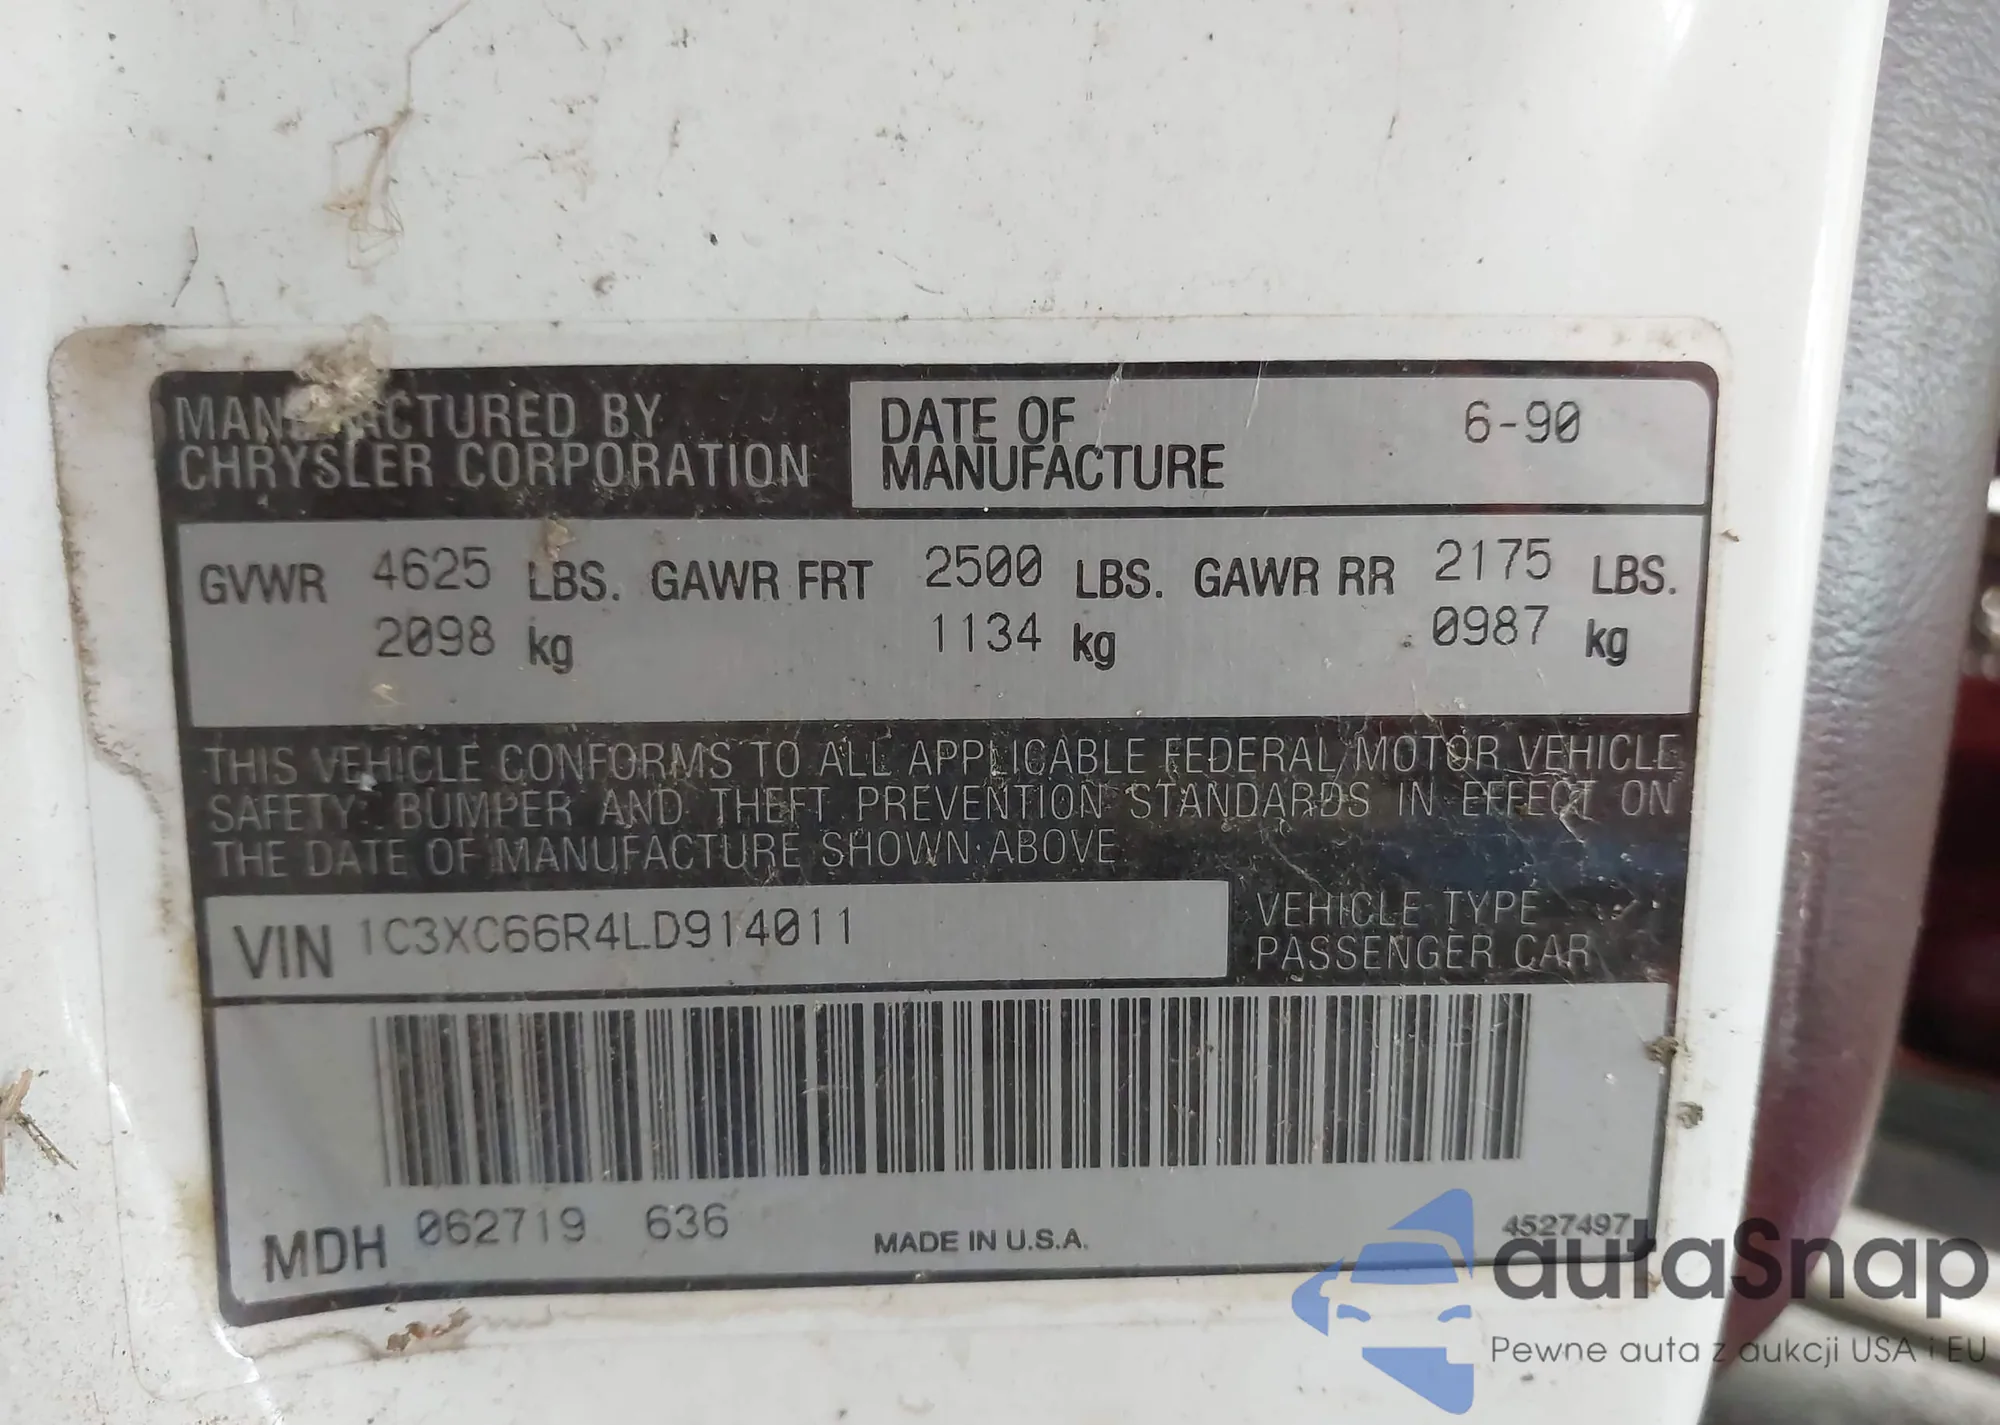 MANUFACTURED BY
CHRYSLER CORPORATION
DATE OF
MANUFACTURE
6-90
GVWR 4625 LBS. GAWR FRT 2500 LBS. GAWR RR 2175 LBS.
2098 kg 1134 kg 0987 kg
THIS VEHICLE CONFORMS TO ALL APPLICABLE FEDERAL MOTOR VEHICLE
SAFETY, BUMPER AND THEFT PREVENTION STANDARDS IN EFFECT ON
THE DATE OF MANUFACTURE SHOWN ABOVE.
VIN 1C3XC66R4LD914011
VEHICLE TYPE
PASSENGER CAR
MDH 062719 636
MADE IN U.S.A.
4527497
autaSnap
Pewne auta z aukcji USA i EU